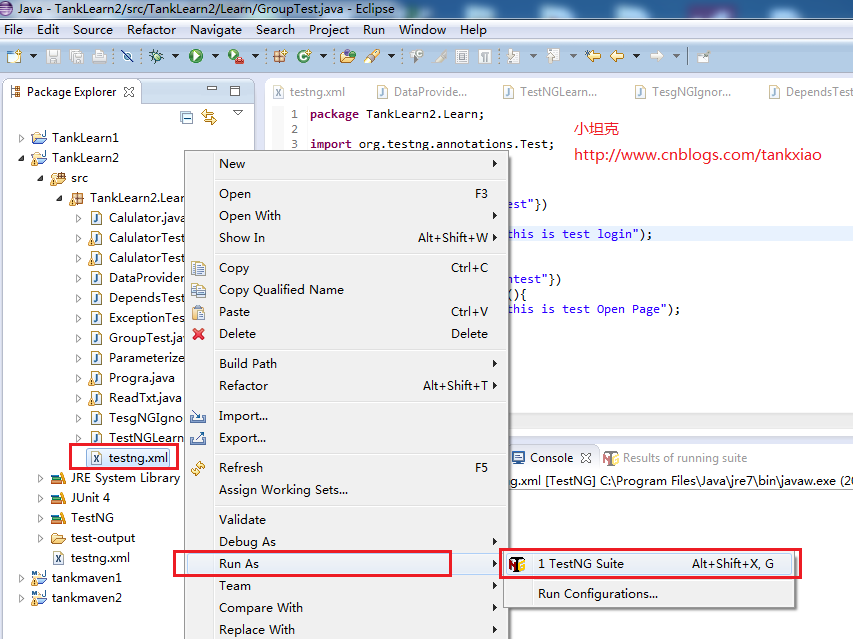 Java - TankLearn2/src/TankLearn2/Learn/GroupTest.java - Eclipse
File Edit Source Refactor Navigate Search Project Run Window Help
Package Explorer
TankLearn1
TankLearn2
src
TankLearn2.Lear
Calulator.java
CalulatorTest
CalulatorTest
DataProvider
DependsTest
ExceptionTes
GroupTest.jav
Parameterize
Progra.java
ReadTxt.java
TesgNGIgno
TestNGLearn
testng.xml
JRE System Library
JUnit 4
TestNG
test-output
testng.xml
tankmaven1
tankmaven2
New
Open F3
Open With
Show In Alt+Shift+W
Copy Ctrl+C
Copy Qualified Name
Paste Ctrl+V
Delete Delete
Build Path
Refactor Alt+Shift+T
Import...
Export...
Refresh F5
Assign Working Sets...
Validate
Debug As
Run As
Team
Compare With
Replace With
1 TestNG Suite Alt+Shift+X, G
Run Configurations...
testng.xml DataProvide... TestNGLearn... TesgNGIgnor... DependsTest
1 package TankLearn2.Learn;
2
3 import org.testng.annotations.Test;
小坦克
http://www.cnblogs.com/tankxiao
est"})
this is test login");
ntest"})
(){
this is test Open Page");
Console Results of running suite
g.xml [TestNG] C:\Program Files\Java\jre7\bin\javaw.exe (20